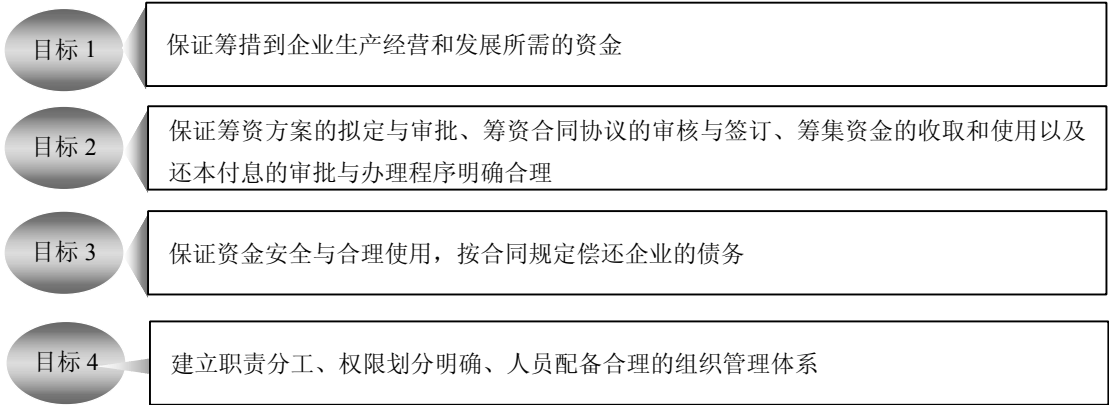 目标 1
保证筹措到企业生产经营和发展所需的资金
目标 2
保证筹资方案的拟定与审批、筹资合同协议的审核与签订、筹集资金的收取和使用以及
还本付息的审批与办理程序明确合理
目标 3
保证资金安全与合理使用，按合同规定偿还企业的债务
目标 4
建立职责分工、权限划分明确、人员配备合理的组织管理体系